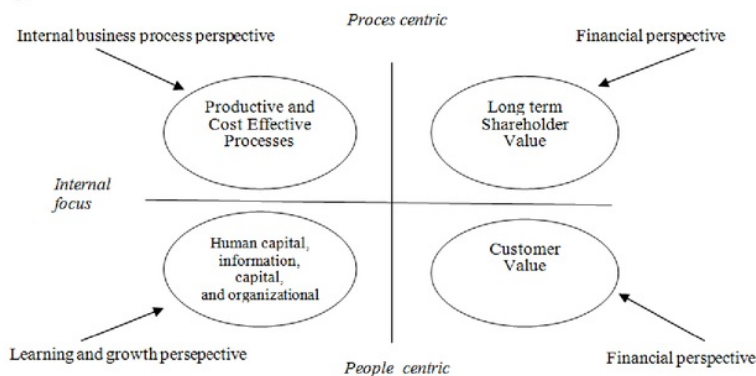 Proces centric
Internal business process perspective
Financial perspective
Productive and
Cost Effective
Processes
Long term
Shareholder
Value
Internal
focus
Human capital,
information,
capital,
and organizational
Customer
Value
Learning and growth persepective
Financial perspective
People centric